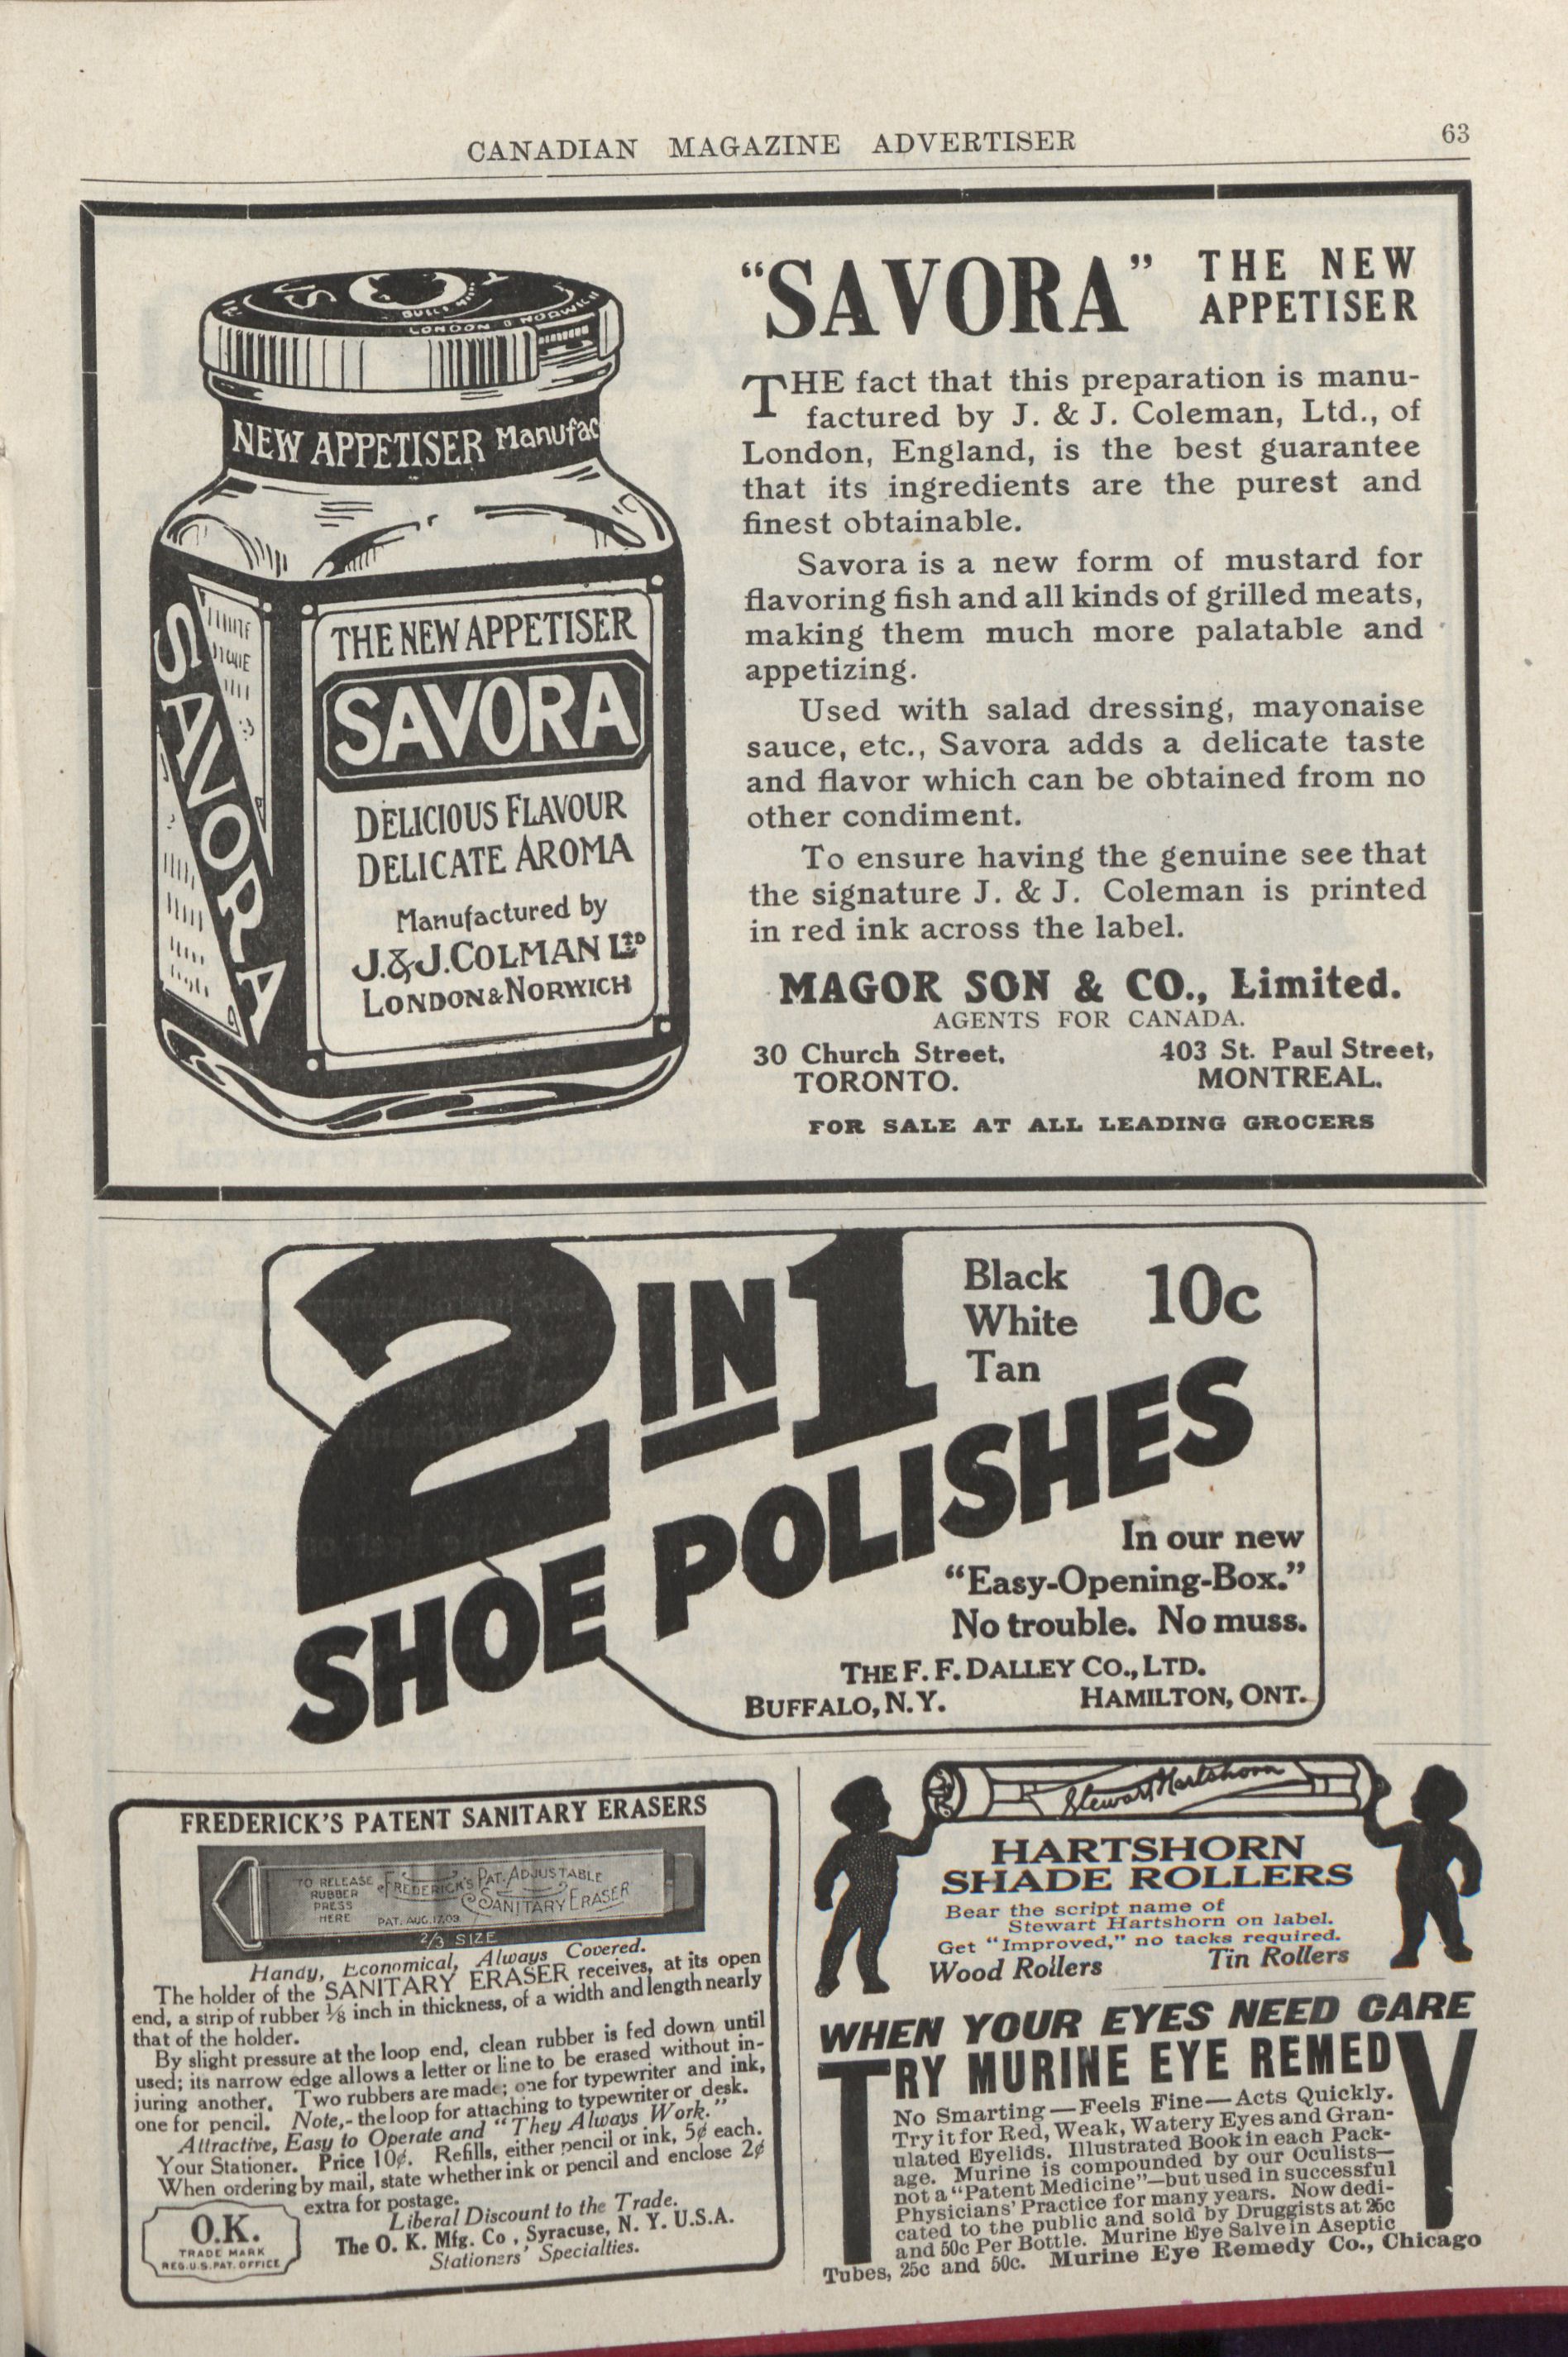 CANADIAN MAGAZINE ADVERTISER
63
NEW APPETISER Manufac
SAVORA
THE NEW APPETISER
SAVORA
DELICIOUS FLAVOUR
DELICATE AROMA
Manufactured by
J.&J.COLMAN LTD
LONDON & NORWICH
"SAVORA"
THE NEW
APPETISER
THE fact that this preparation is manu-
factured by J. & J. Coleman, Ltd., of
London, England, is the best guarantee
that its ingredients are the purest and
finest obtainable.
Savora is a new form of mustard for
flavoring fish and all kinds of grilled meats,
making them much more palatable and
appetizing.
Used with salad dressing, mayonaise
sauce, etc., Savora adds a delicate taste
and flavor which can be obtained from no
other condiment.
To ensure having the genuine see that
the signature J. & J. Coleman is printed
in red ink across the label.
MAGOR SON & CO., Limited.
AGENTS FOR CANADA.
30 Church Street, 403 St. Paul Street,
TORONTO. MONTREAL.
FOR SALE AT ALL LEADING GROCERS
2 IN 1
Black
White
Tan
10c
SHOE POLISHES
In our new
"Easy-Opening-Box."
No trouble. No muss.
THE F. F. DALLEY CO., LTD.
BUFFALO, N.Y. HAMILTON, ONT.
FREDERICK'S PATENT SANITARY ERASERS
TO RELEASE
RUBBER
PRESS
HERE
FREDERICK'S PAT. ADJUSTABLE
SANITARY ERASER
PAT. AUG. 17.09
2/3 SIZE
Handy, Economical, Always Covered.
The holder of the SANITARY ERASER receives, at its open
end, a strip of rubber ⅛ inch in thickness, of a width and length nearly
that of the holder.
By slight pressure at the loop end, clean rubber is fed down until
used; its narrow edge allows a letter or line to be erased without in-
juring another. Two rubbers are made; one for typewriter and ink,
one for pencil. Note,- the loop for attaching to typewriter or desk.
Attractive, Easy to Operate and "They Always Work."
Your Stationer. Price 10¢. Refills, either pencil or ink, 5¢ each.
When ordering by mail, state whether ink or pencil and enclose 2¢
extra for postage.
Liberal Discount to the Trade.
The O. K. Mfg. Co, Syracuse, N. Y. U.S.A.
Stationers' Specialties.
O.K.
TRADE MARK
REG. U.S. PAT. OFFICE
Stewart Hartshorn
HARTSHORN
SHADE ROLLERS
Bear the script name of
Stewart Hartshorn on label.
Get "Improved," no tacks required.
Wood Rollers Tin Rollers
WHEN YOUR EYES NEED CARE
TRY MURINE EYE REMEDY
No Smarting—Feels Fine—Acts Quickly.
Try it for Red, Weak, Watery Eyes and Gran-
ulated Eyelids. Illustrated Book in each Pack-
age. Murine is compounded by our Oculists—
not a "Patent Medicine"—but used in successful
Physicians' Practice for many years. Now dedi-
cated to the public and sold by Druggists at 25c
and 50c Per Bottle. Murine Eye Salve in Aseptic
Tubes, 25c and 50c. Murine Eye Remedy Co., Chicago